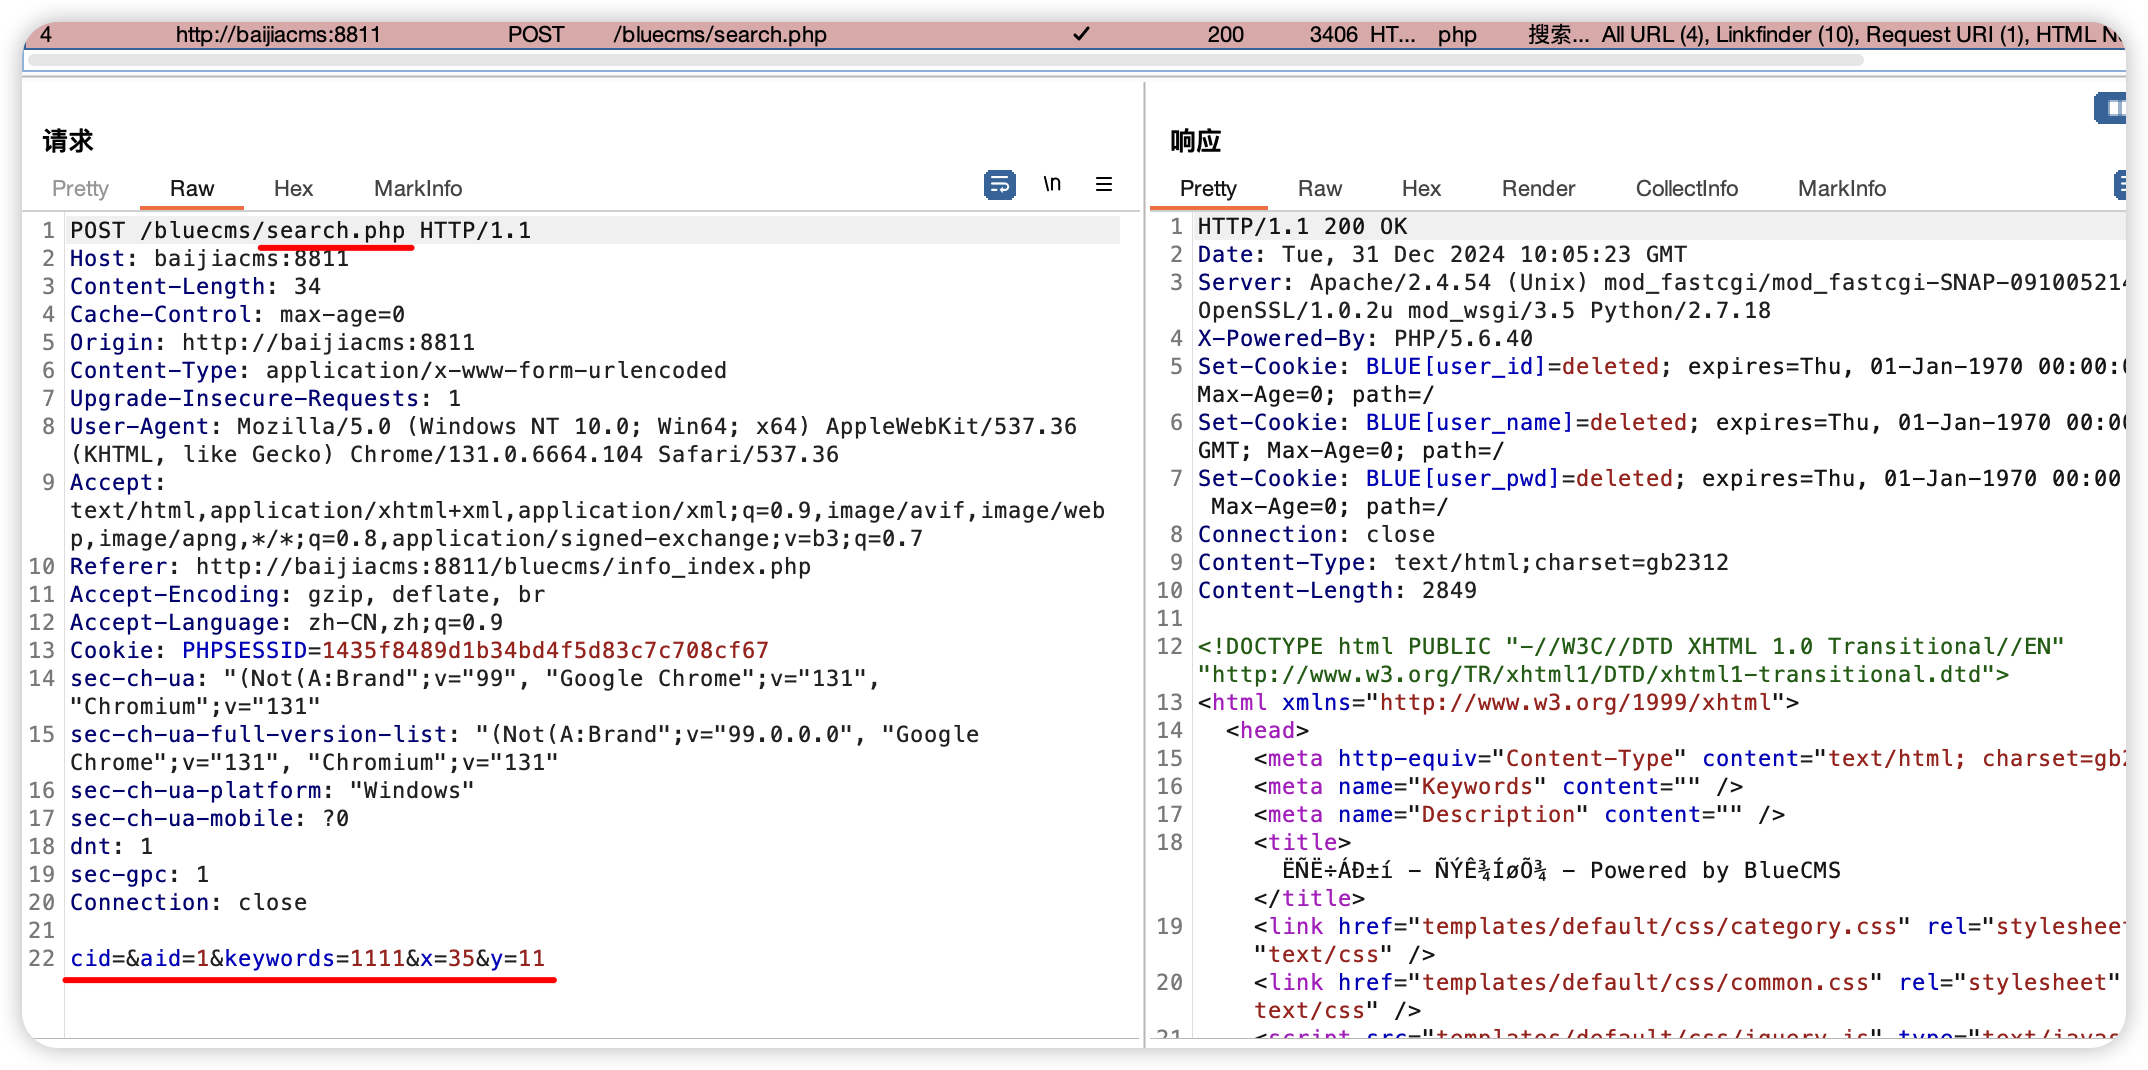 4 http://baijiacms:8811 POST /bluecms/search.php ✓ 200 3406 HT... php 搜索... All URL (4), Linkfinder (10), Request URI (1), HTML N
请求
Pretty Raw Hex MarkInfo \n
1 POST /bluecms/search.php HTTP/1.1
2 Host: baijiacms:8811
3 Content-Length: 34
4 Cache-Control: max-age=0
5 Origin: http://baijiacms:8811
6 Content-Type: application/x-www-form-urlencoded
7 Upgrade-Insecure-Requests: 1
8 User-Agent: Mozilla/5.0 (Windows NT 10.0; Win64; x64) AppleWebKit/537.36
(KHTML, like Gecko) Chrome/131.0.6664.104 Safari/537.36
9 Accept:
text/html,application/xhtml+xml,application/xml;q=0.9,image/avif,image/web
p,image/apng,*/*;q=0.8,application/signed-exchange;v=b3;q=0.7
10 Referer: http://baijiacms:8811/bluecms/info_index.php
11 Accept-Encoding: gzip, deflate, br
12 Accept-Language: zh-CN,zh;q=0.9
13 Cookie: PHPSESSID=1435f8489d1b34bd4f5d83c7c708cf67
14 sec-ch-ua: "(Not(A:Brand";v="99", "Google Chrome";v="131",
"Chromium";v="131"
15 sec-ch-ua-full-version-list: "(Not(A:Brand";v="99.0.0.0", "Google
Chrome";v="131", "Chromium";v="131"
16 sec-ch-ua-platform: "Windows"
17 sec-ch-ua-mobile: ?0
18 dnt: 1
19 sec-gpc: 1
20 Connection: close
21
22 cid=&aid=1&keywords=1111&x=35&y=11
响应
Pretty Raw Hex Render CollectInfo MarkInfo
1 HTTP/1.1 200 OK
2 Date: Tue, 31 Dec 2024 10:05:23 GMT
3 Server: Apache/2.4.54 (Unix) mod_fastcgi/mod_fastcgi-SNAP-091005214
OpenSSL/1.0.2u mod_wsgi/3.5 Python/2.7.18
4 X-Powered-By: PHP/5.6.40
5 Set-Cookie: BLUE[user_id]=deleted; expires=Thu, 01-Jan-1970 00:00:0
Max-Age=0; path=/
6 Set-Cookie: BLUE[user_name]=deleted; expires=Thu, 01-Jan-1970 00:00
GMT; Max-Age=0; path=/
7 Set-Cookie: BLUE[user_pwd]=deleted; expires=Thu, 01-Jan-1970 00:00
Max-Age=0; path=/
8 Connection: close
9 Content-Type: text/html;charset=gb2312
10 Content-Length: 2849
11
12 <!DOCTYPE html PUBLIC "-//W3C//DTD XHTML 1.0 Transitional//EN"
"http://www.w3.org/TR/xhtml1/DTD/xhtml1-transitional.dtd">
13 <html xmlns="http://www.w3.org/1999/xhtml">
14 <head>
15 <meta http-equiv="Content-Type" content="text/html; charset=gb2
16 <meta name="Keywords" content="" />
17 <meta name="Description" content="" />
18 <title>
ËÑË÷ÁÐ±í - ÑÝÊ¾ÍøÕ¾ - Powered by BlueCMS
</title>
19 <link href="templates/default/css/category.css" rel="stylesheet
"text/css" />
20 <link href="templates/default/css/common.css" rel="stylesheet"
text/css" />
21 <script src="templates/default/css/jquery.js" type="text/javas